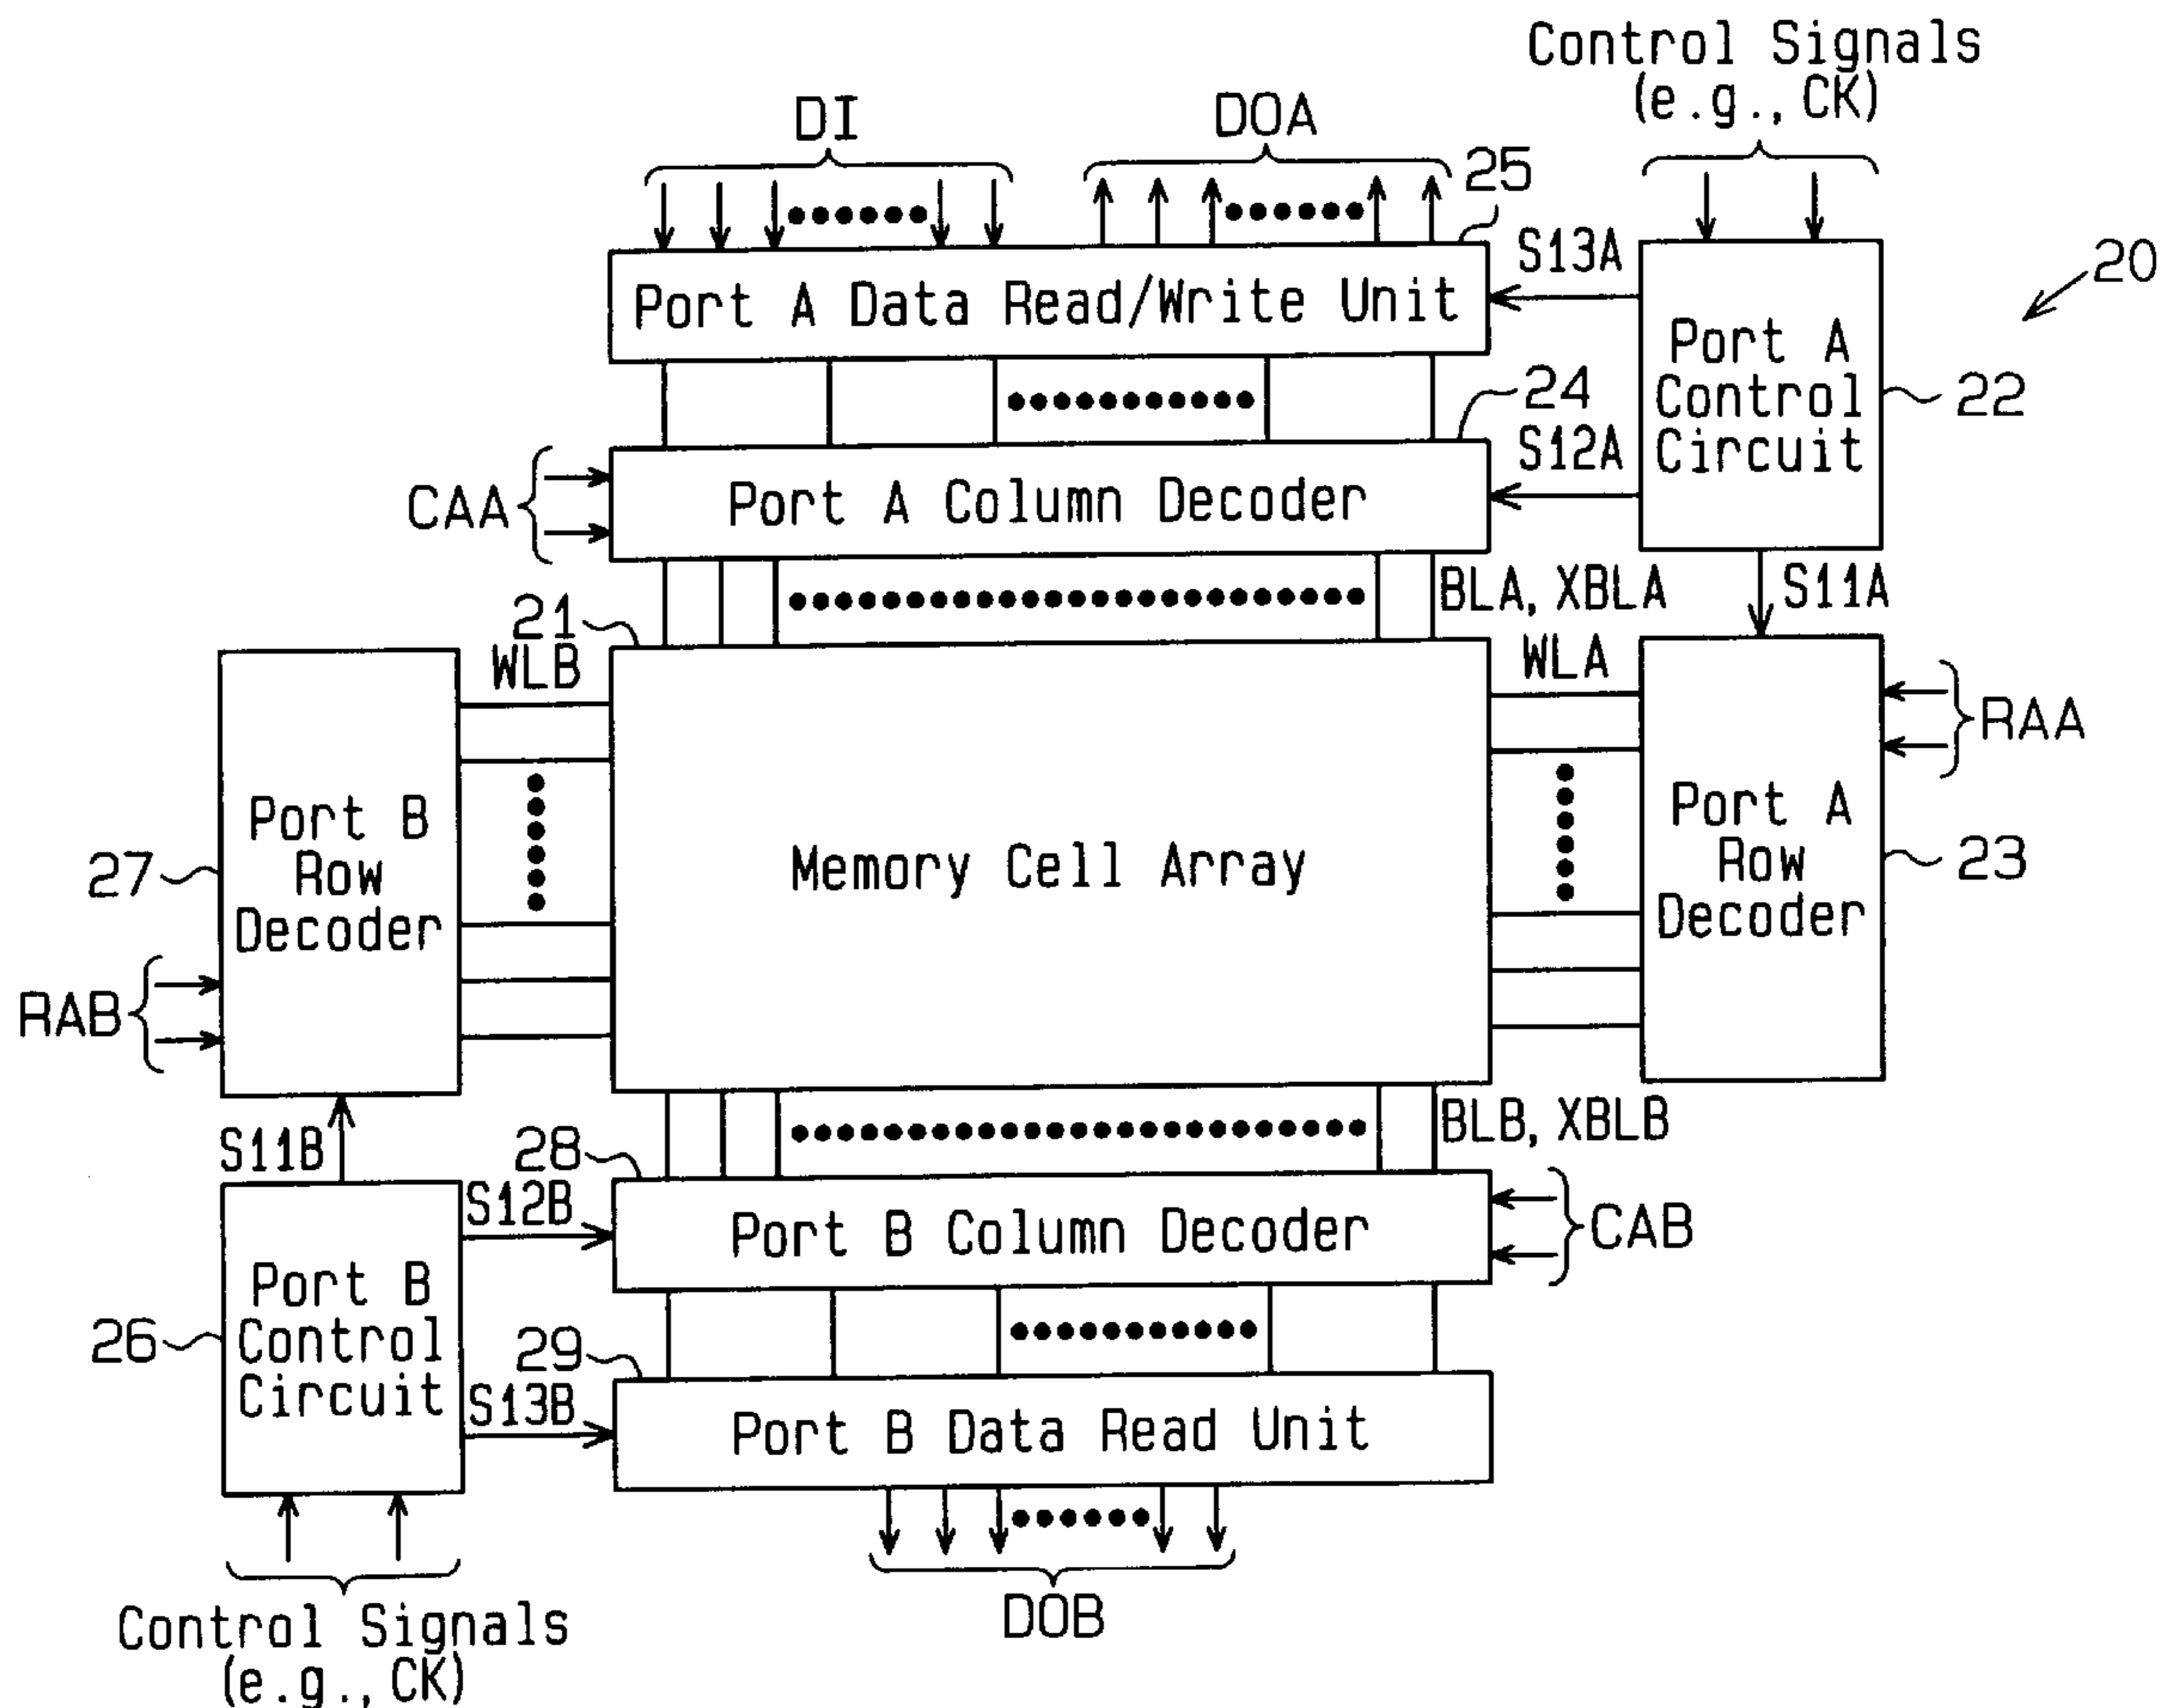 Control Signals
(e.g., CK)
DI
DOA
25
S13A
20
Port A Data Read/Write Unit
Port A
Control
Circuit
22
24
S12A
CAA
Port A Column Decoder
BLA, XBLA
S11A
21
WLB
WLA
RAA
Port B
Row
Decoder
27
Memory Cell Array
Port A
Row
Decoder
23
RAB
S11B
BLB, XBLB
28
S12B
Port B Column Decoder
CAB
Port B
Control
Circuit
26
29
S13B
Port B Data Read Unit
DOB
Control Signals
(e.g., CK)